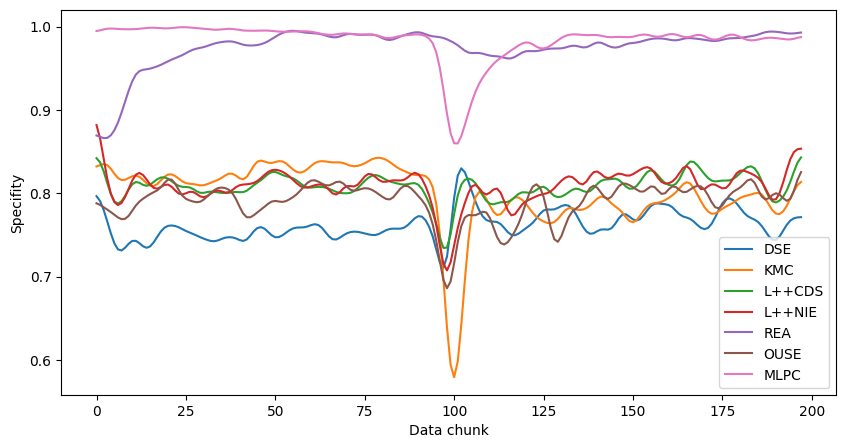 1.0
0.9
0.8
0.7
0.6
Specifity
0
25
50
75
100
125
150
175
200
Data chunk
DSE
KMC
L++CDS
L++NIE
REA
OUSE
MLPC